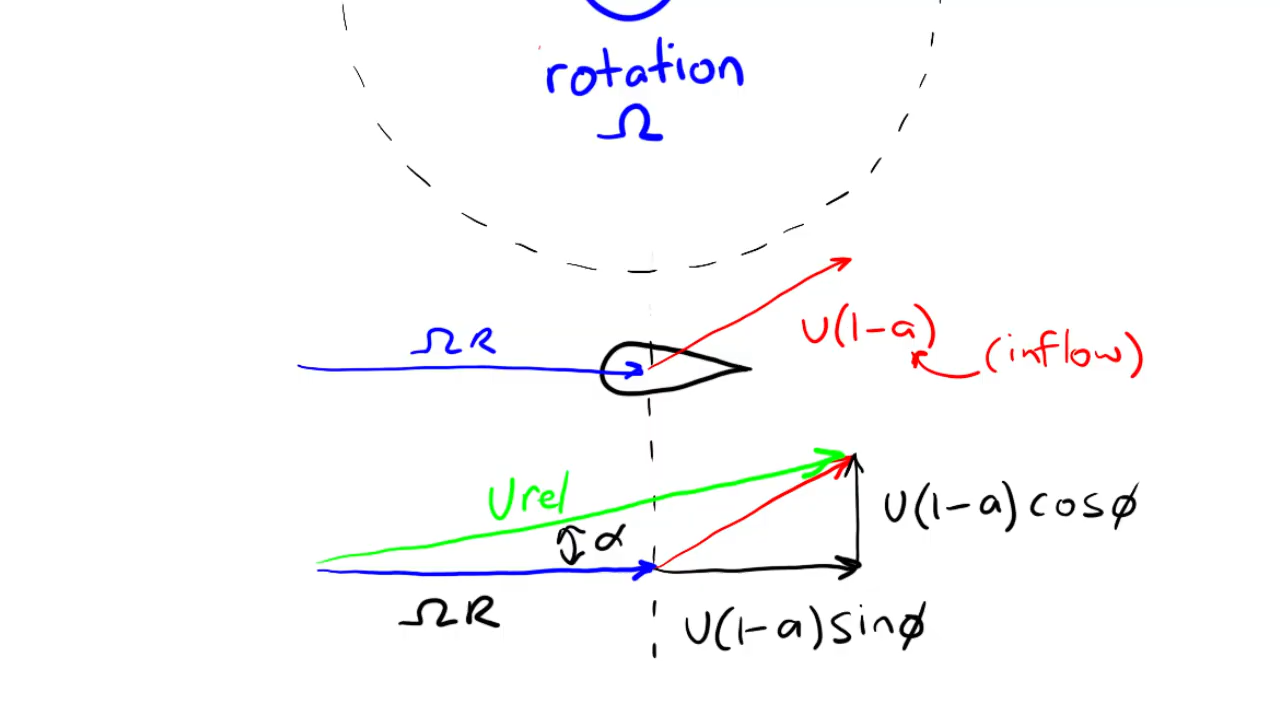 rotation
Ω
ΩR
U(1-a)
(inflow)
Urel
α
U(1-a)cosϕ
ΩR
U(1-a)sinϕ